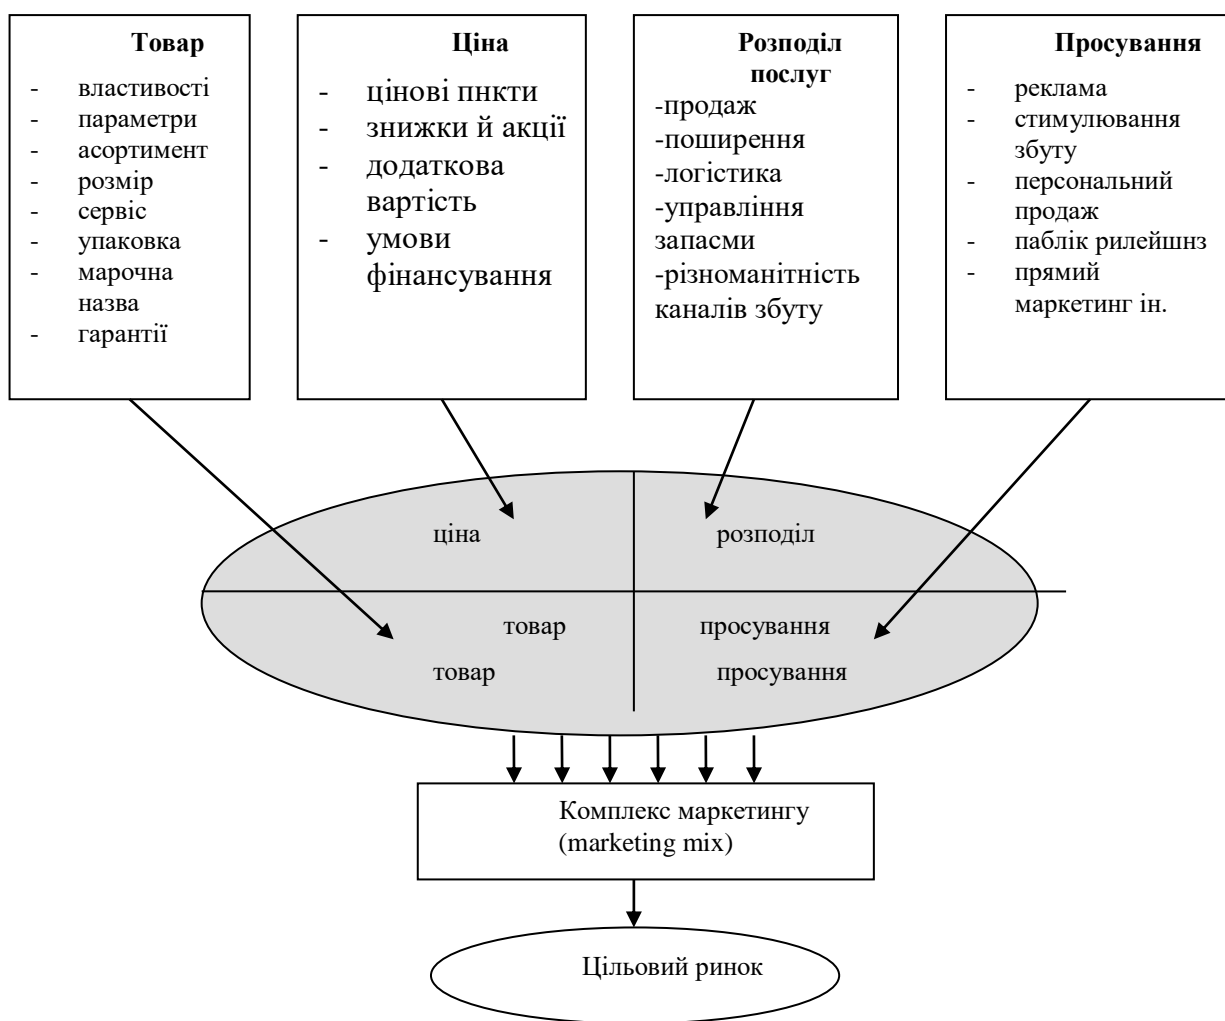 Товар
- властивості
- параметри
- асортимент
- розмір
- сервіс
- упаковка
- марочна
назва
- гарантії
Ціна
- цінові пнкти
- знижки й акції
- додаткова
вартість
- умови
фінансування
Розподіл
послуг
-продаж
-поширення
-логістика
-управління
запасми
-різноманітність
каналів збуту
Просування
- реклама
- стимулювання
збуту
- персональний
продаж
- паблік рилейшнз
- прямий
маркетинг ін.
ціна
розподіл
товар
просування
товар
просування
Комплекс маркетингу
(marketing mix)
Цільовий ринок